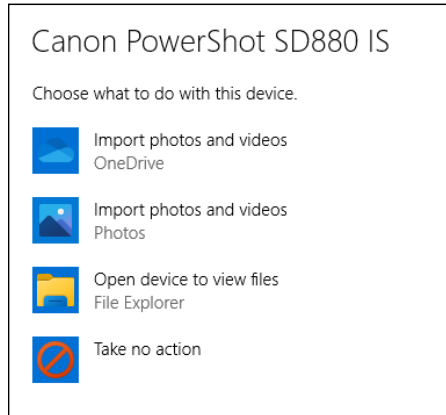 Canon PowerShot SD880 IS
Choose what to do with this device.
Import photos and videos
OneDrive
Import photos and videos
Photos
Open device to view files
File Explorer
Take no action